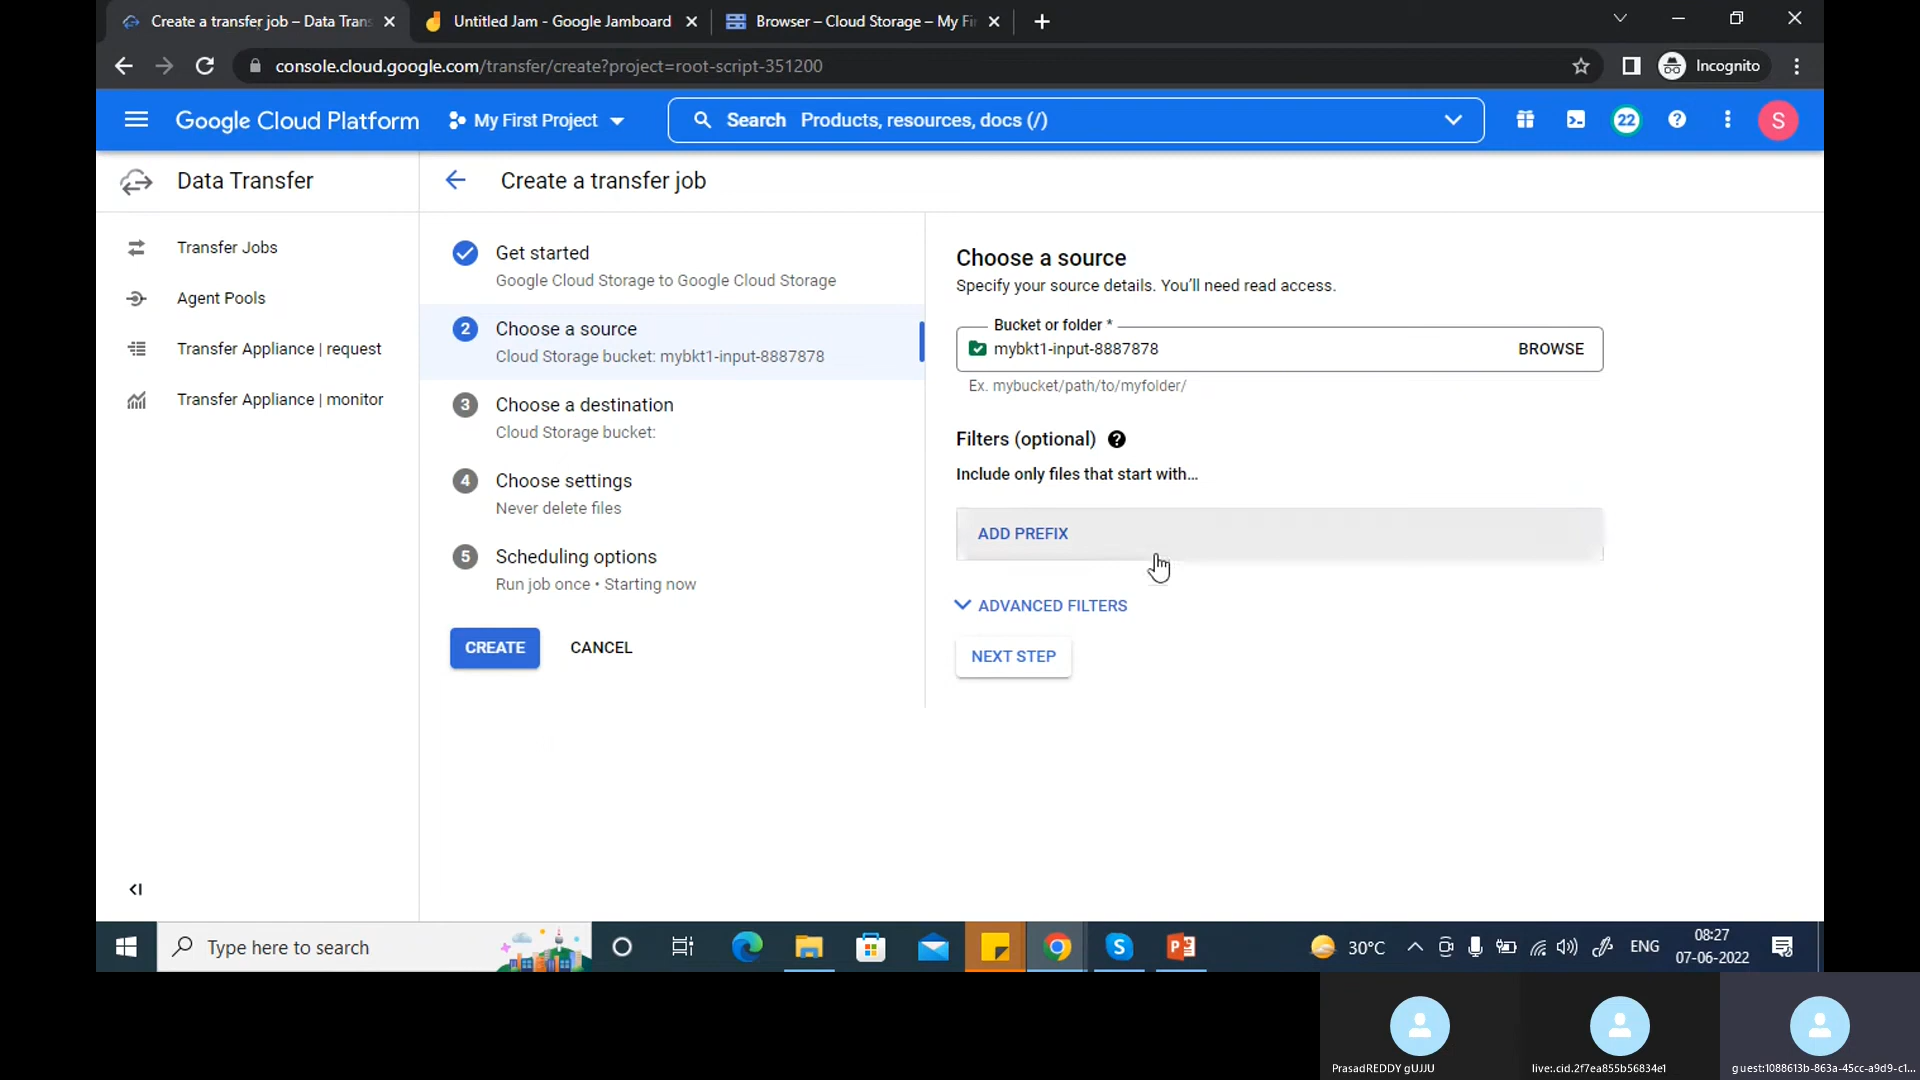 Create a transfer job – Data Trans
Untitled Jam - Google Jamboard
Browser – Cloud Storage – My Fi
console.cloud.google.com/transfer/create?project=root-script-351200
Incognito
Google Cloud Platform
My First Project
Search Products, resources, docs (/)
22
S
Data Transfer
Create a transfer job
Transfer Jobs
Agent Pools
Transfer Appliance | request
Transfer Appliance | monitor
Get started
Google Cloud Storage to Google Cloud Storage
2
Choose a source
Cloud Storage bucket: mybkt1-input-8887878
3
Choose a destination
Cloud Storage bucket:
4
Choose settings
Never delete files
5
Scheduling options
Run job once • Starting now
CREATE
CANCEL
Choose a source
Specify your source details. You’ll need read access.
Bucket or folder *
mybkt1-input-8887878
BROWSE
Ex. mybucket/path/to/myfolder/
Filters (optional)
Include only files that start with…
ADD PREFIX
ADVANCED FILTERS
NEXT STEP
Type here to search
30°C
ENG
08:27
07-06-2022
PrasadREDDY gUJJU
live:.cid.2f7ea855b56834e1
guest:1088613b-863a-45cc-a9d9-c1...